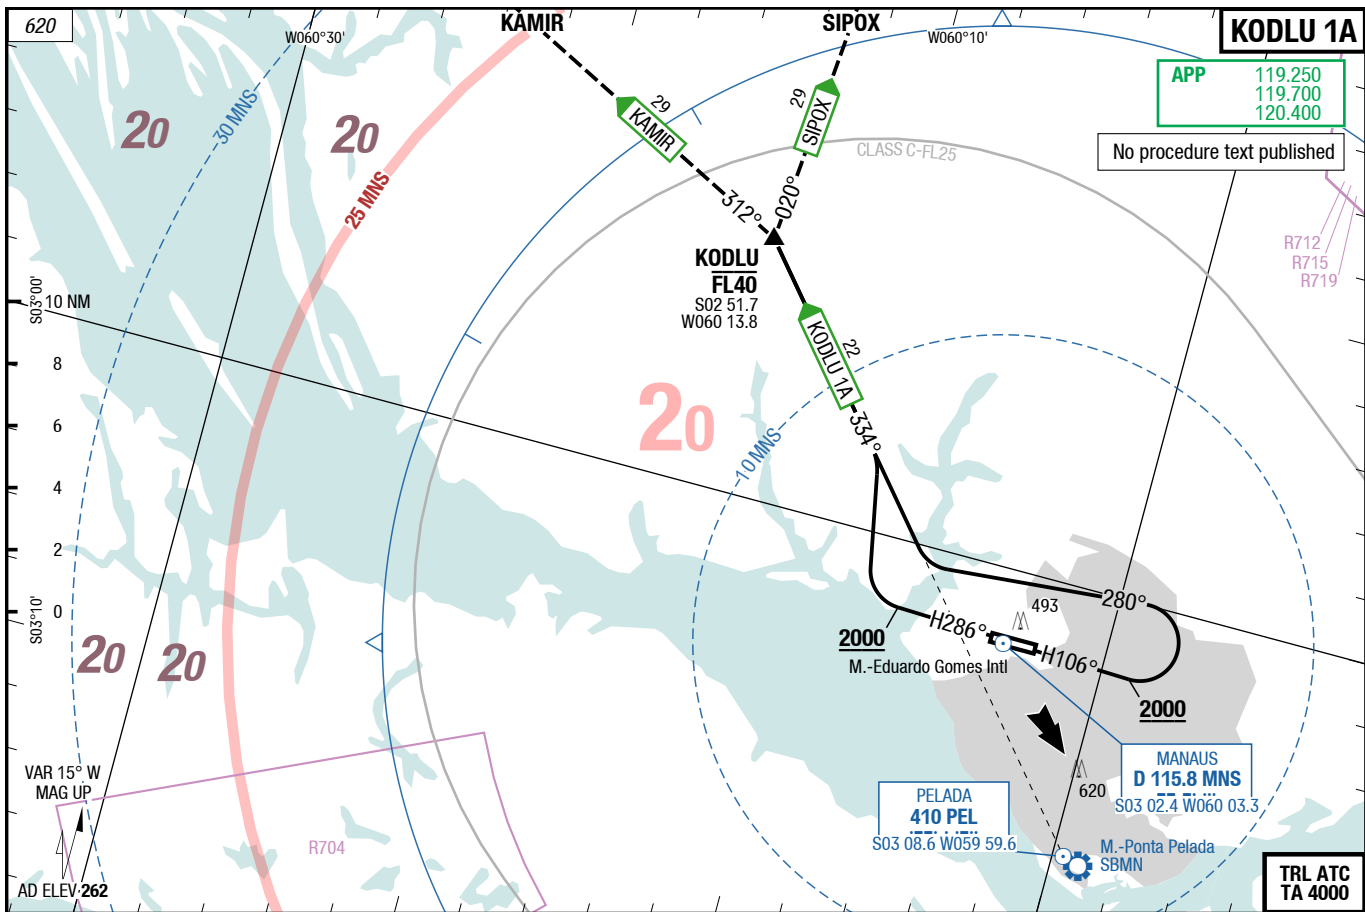 620
KAMIR
SIPOX
KODLU 1A
W060°30'
W060°10'
APP 119.250
119.700
120.400
No procedure text published
20
20
30 MNS
25 MNS
29
KAMIR
29
SIPOX
CLASS C-FL25
312°
020°
R712
R715
R719
KODLU
FL40
S02 51.7
W060 13.8
S03°00'
10 NM
8
6
4
2
0
S03°10'
22
KODLU 1A
334°
20
10 MNS
280°
493
H286°
2000
M.-Eduardo Gomes Intl
H106°
2000
20
20
MANAUS
D 115.8 MNS
S03 02.4 W060 03.3
620
PELADA
410 PEL
S03 08.6 W059 59.6
M.-Ponta Pelada
SBMN
VAR 15° W
MAG UP
R704
AD ELEV 262
TRL ATC
TA 4000